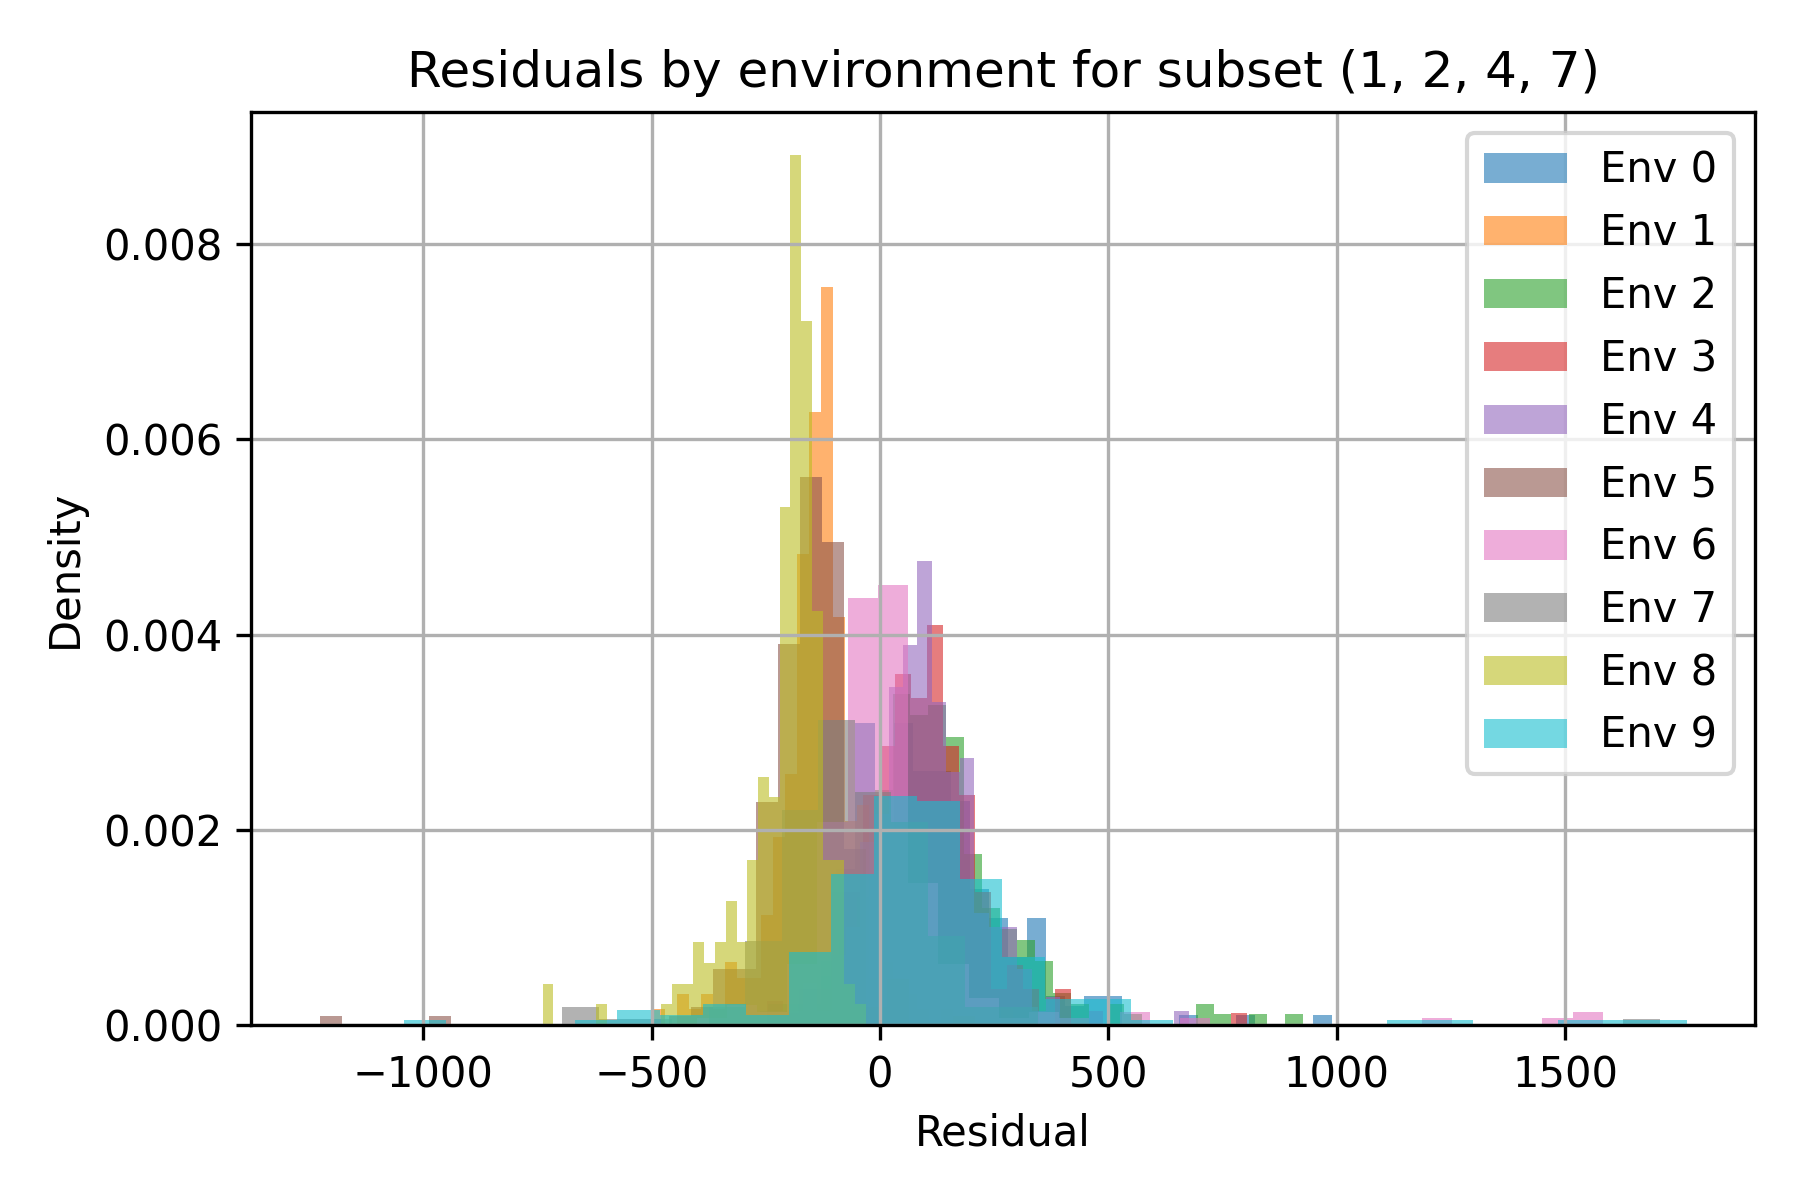 Residuals by environment for subset (1, 2, 4, 7)
Env 0
Env 1
Env 2
Env 3
Env 4
Env 5
Env 6
Env 7
Env 8
Env 9
0.008
0.006
0.004
0.002
0.000
Density
−1000
−500
0
500
1000
1500
Residual